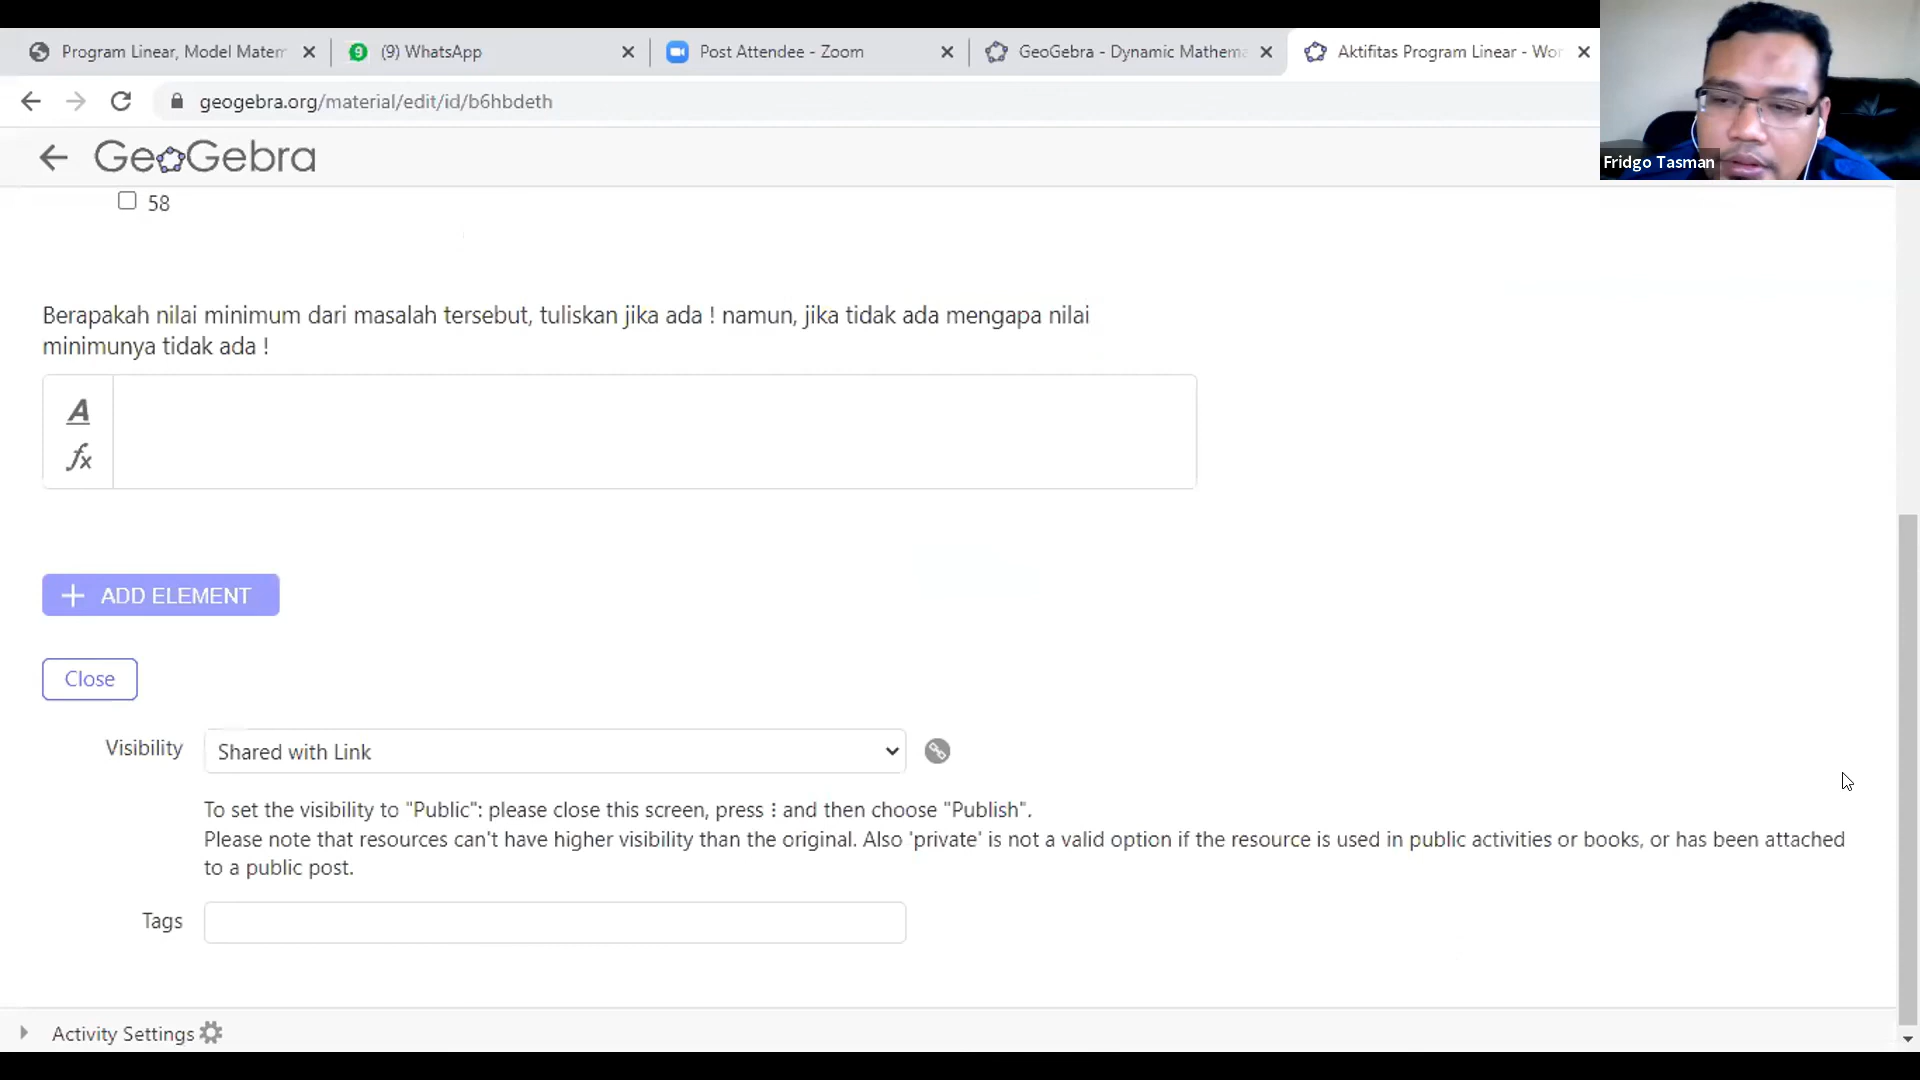 Program Linear, Model Matem
(9) WhatsApp
Post Attendee - Zoom
GeoGebra - Dynamic Mathema
Aktifitas Program Linear - Wor
geogebra.org/material/edit/id/b6hbdeth
GeoGebra
Fridgo Tasman
58
Berapakah nilai minimum dari masalah tersebut, tuliskan jika ada ! namun, jika tidak ada mengapa nilai
minimunya tidak ada !
A
fx
ADD ELEMENT
Close
Visibility
Shared with Link
To set the visibility to "Public": please close this screen, press ⋮ and then choose "Publish".
Please note that resources can't have higher visibility than the original. Also 'private' is not a valid option if the resource is used in public activities or books, or has been attached
to a public post.
Tags
Activity Settings